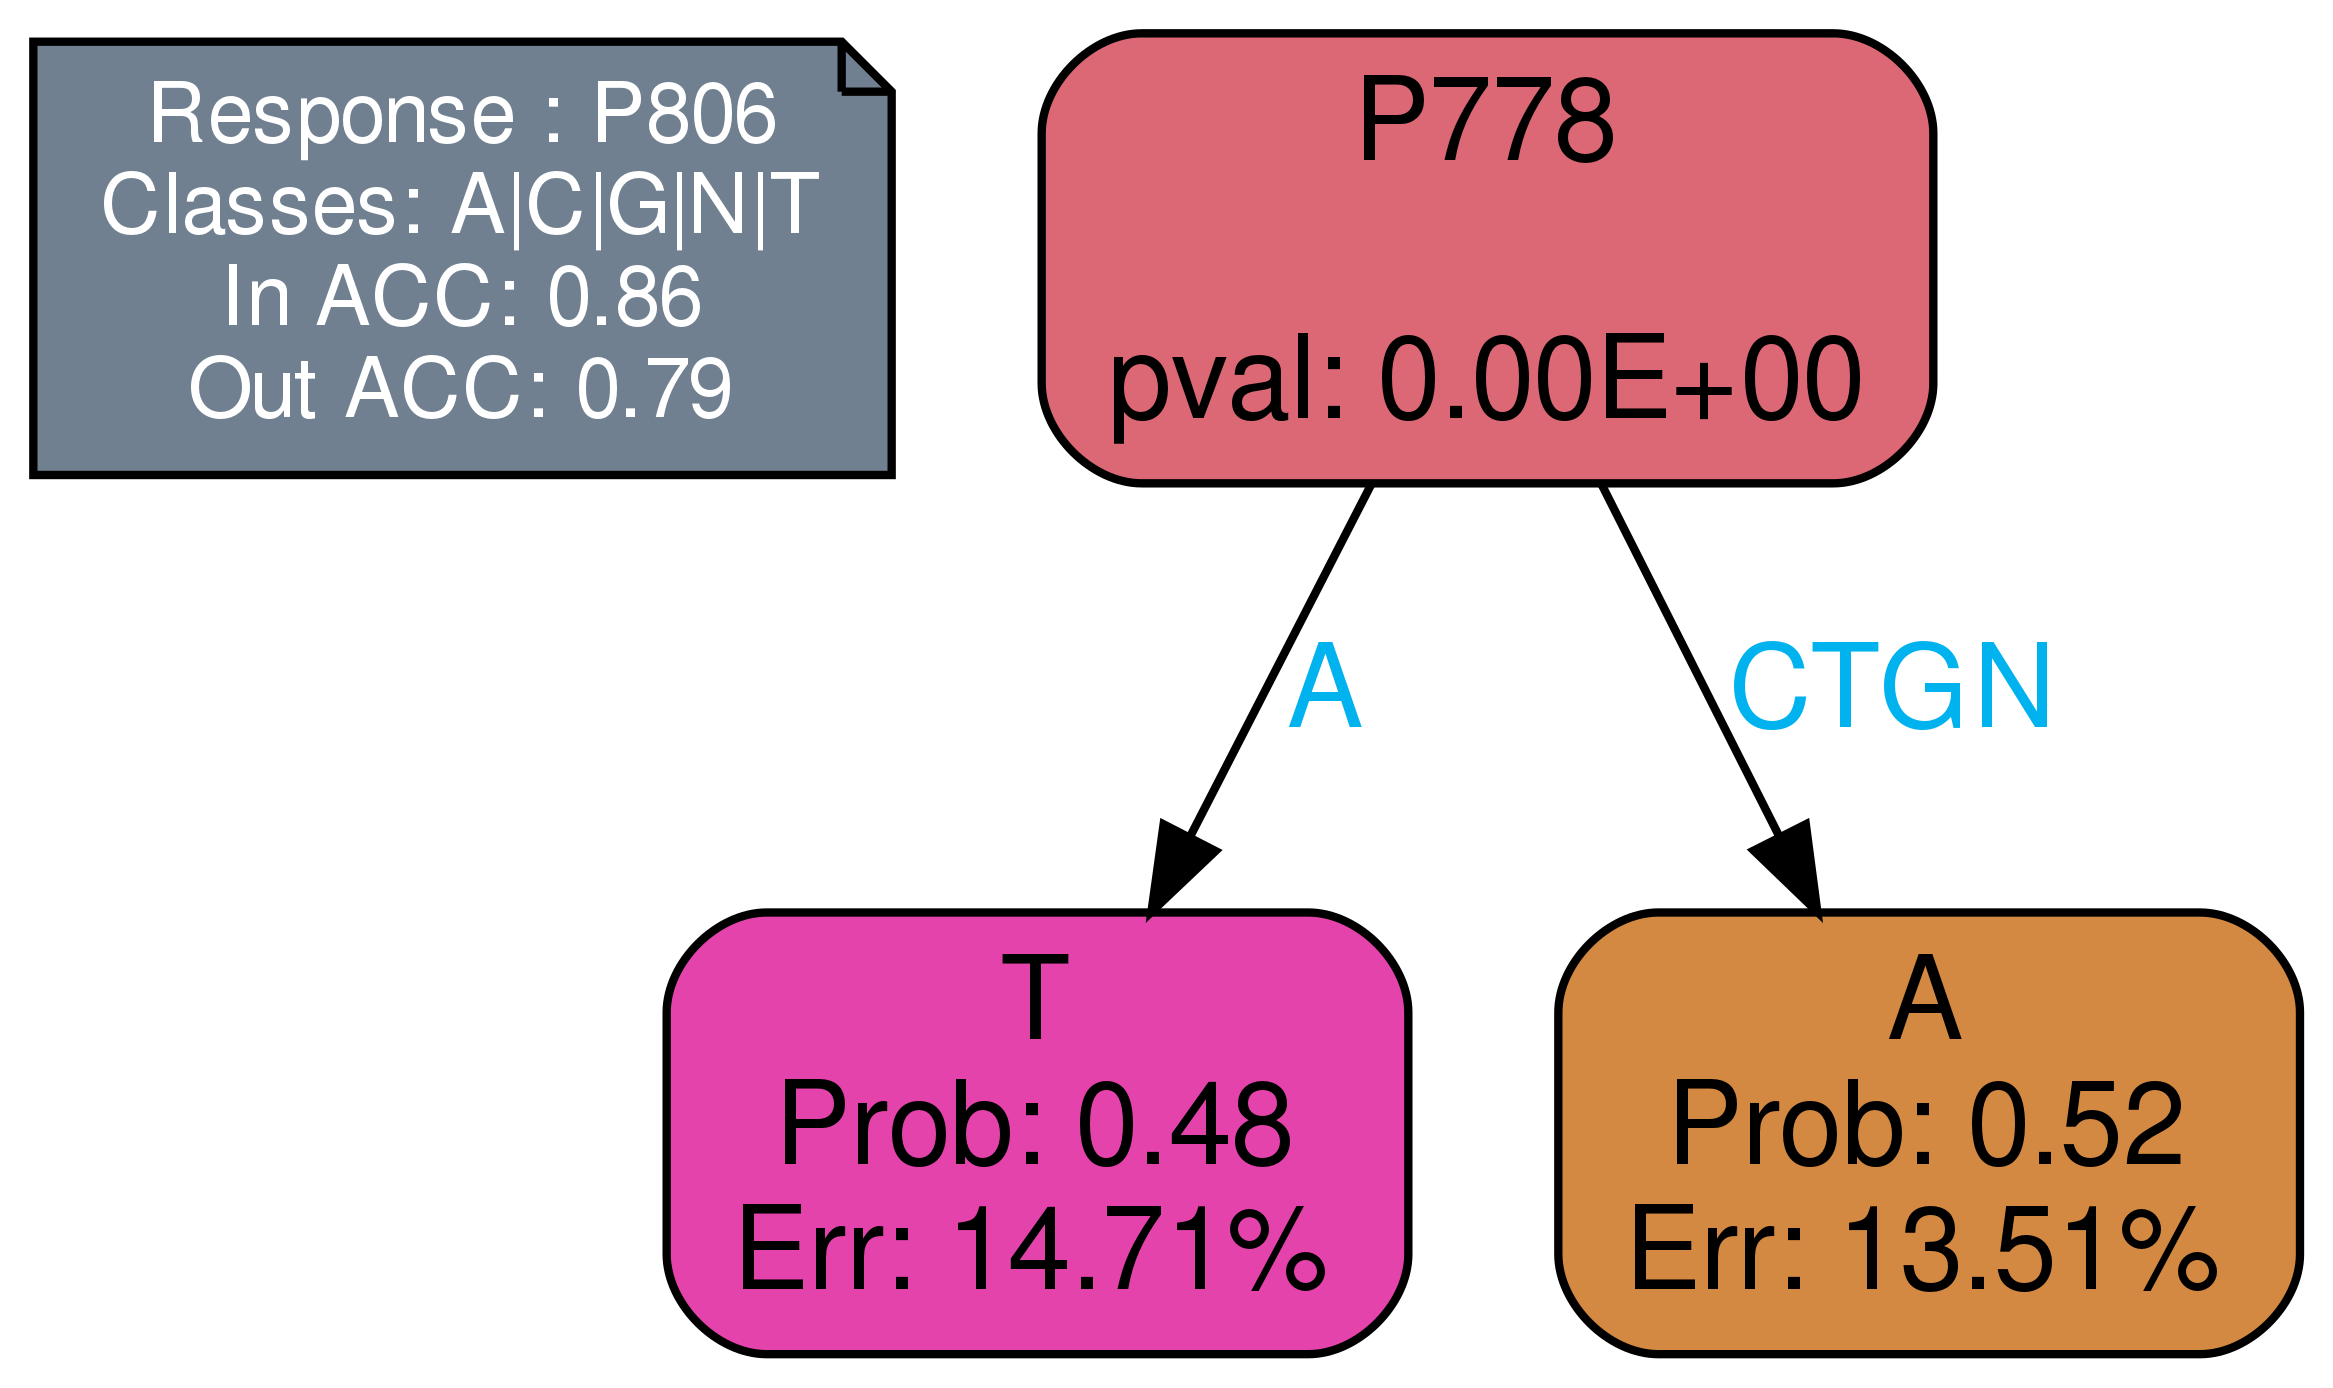 Response : P806
Classes: A|C|G|N|T
In ACC: 0.86
Out ACC: 0.79
P778
pval: 0.00E+00
A
CTGN
T
Prob: 0.48
Err: 14.71%
A
Prob: 0.52
Err: 13.51%